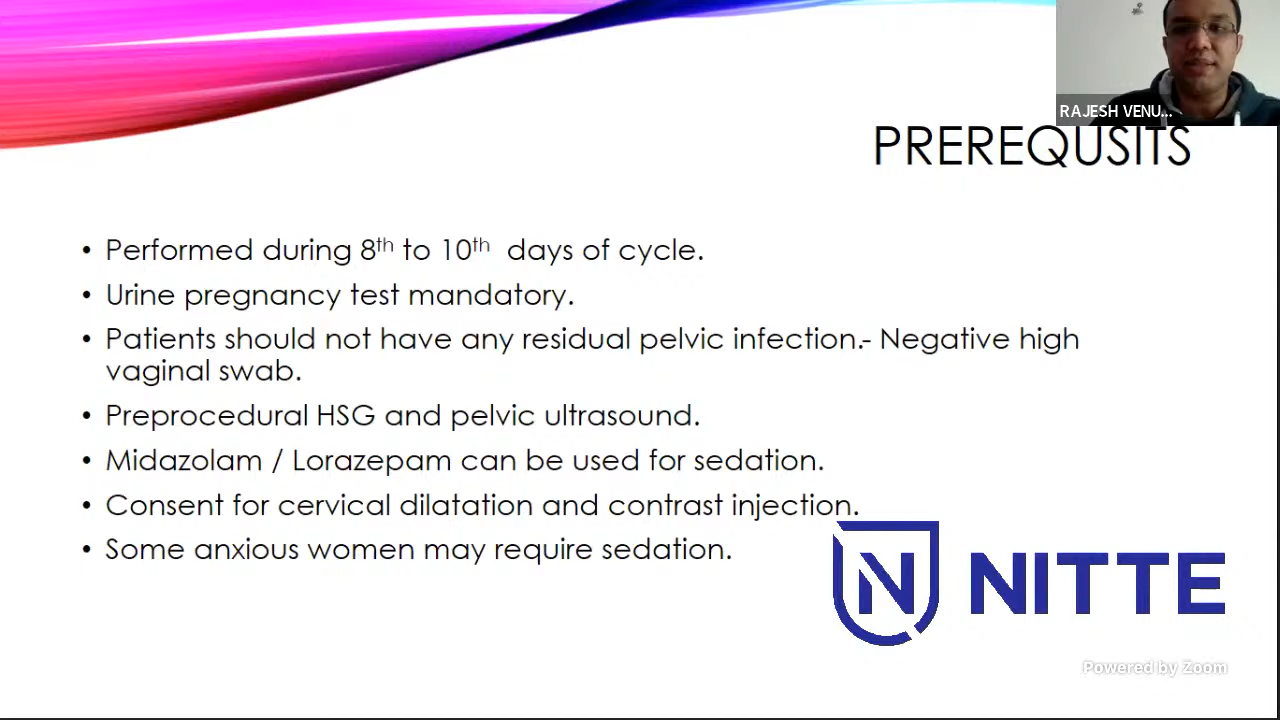 RAJESH VENU...
PREREQUSITS
• Performed during 8th to 10th days of cycle.
• Urine pregnancy test mandatory.
• Patients should not have any residual pelvic infection.- Negative high
vaginal swab.
• Preprocedural HSG and pelvic ultrasound.
• Midazolam / Lorazepam can be used for sedation.
• Consent for cervical dilatation and contrast injection.
• Some anxious women may require sedation.
N NITTE
Powered by Zoom